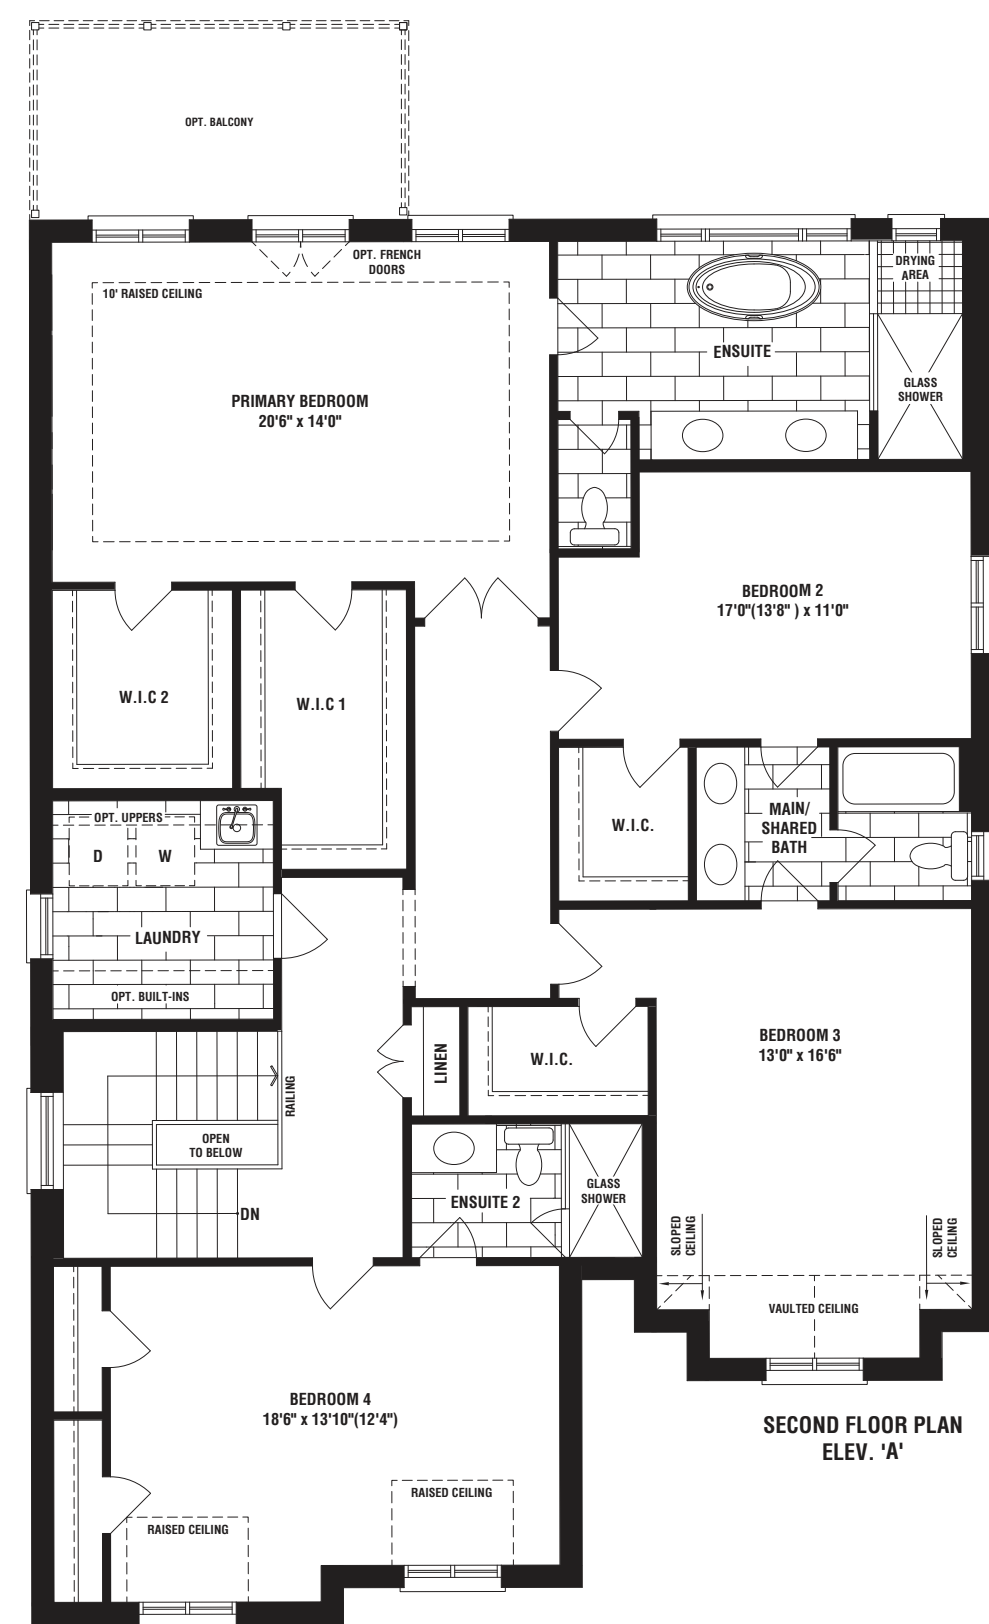 OPT. BALCONY
OPT. FRENCH
DOORS
10' RAISED CEILING
DRYING
AREA
ENSUITE
GLASS
SHOWER
PRIMARY BEDROOM
20'6" x 14'0"
BEDROOM 2
17'0"(13'8" ) x 11'0"
W.I.C 2
W.I.C 1
OPT. UPPERS
D
W
W.I.C.
MAIN/
SHARED
BATH
LAUNDRY
OPT. BUILT-INS
BEDROOM 3
13'0" x 16'6"
LINEN
W.I.C.
RAILING
OPEN
TO BELOW
DN
ENSUITE 2
GLASS
SHOWER
SLOPED
CEILING
SLOPED
CEILING
VAULTED CEILING
BEDROOM 4
18'6" x 13'10"(12'4")
SECOND FLOOR PLAN
ELEV. 'A'
RAISED CEILING
RAISED CEILING